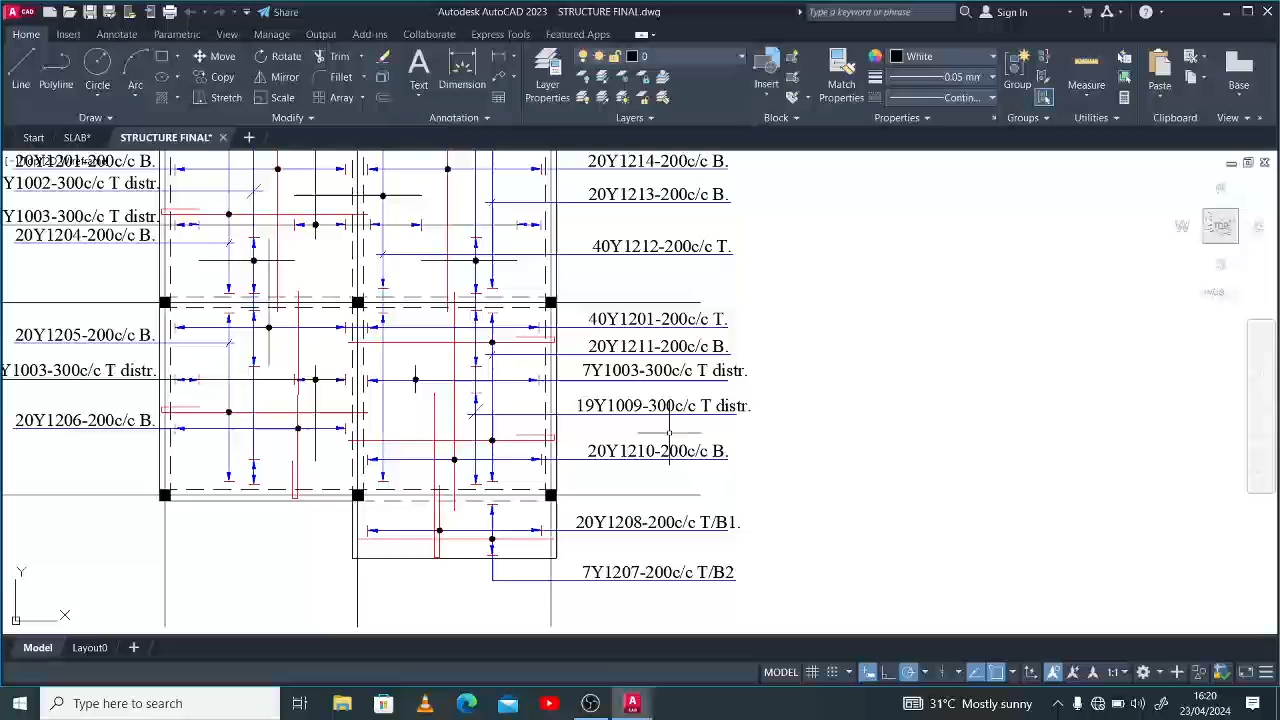 Share
Autodesk AutoCAD 2023 STRUCTURE FINAL.dwg
Type a keyword or phrase
Sign In
Home Insert Annotate Parametric View Manage Output Add-ins Collaborate Express Tools Featured Apps
Line Polyline Circle Arc
Move Rotate Trim
Copy Mirror Fillet
Stretch Scale Array
Text Dimension
Layer Properties
0
Insert
Match Properties
White
0.05 mm
Contin...
Group
Measure
Paste
Base
Draw Modify Annotation Layers Block Properties Groups Utilities Clipboard View
Start SLAB* STRUCTURE FINAL*
Y1002-300c/c T distr.
Y1003-300c/c T distr.
20Y1204-200c/c B.
20Y1205-200c/c B.
Y1003-300c/c T distr.
20Y1206-200c/c B.
20Y1214-200c/c B.
20Y1213-200c/c B.
40Y1212-200c/c T.
40Y1201-200c/c T.
20Y1211-200c/c B.
7Y1003-300c/c T distr.
19Y1009-300c/c T distr.
20Y1210-200c/c B.
20Y1208-200c/c T/B1.
7Y1207-200c/c T/B2
W TOP
Y
X
Model Layout0
MODEL 1:1
Type here to search
31°C Mostly sunny
16:20
23/04/2024